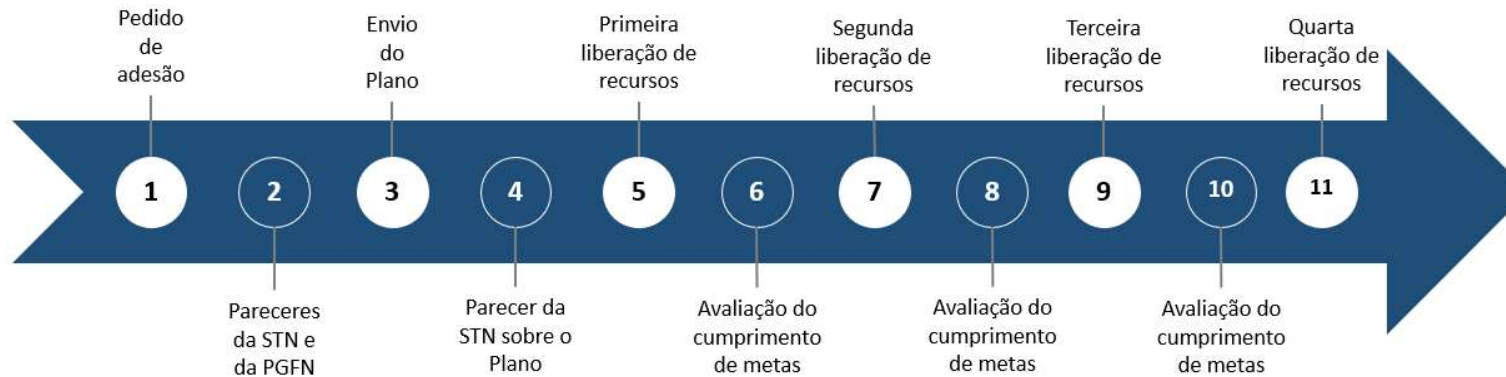 Pedido
de
adesão
Envio
do
Plano
Primeira
liberação de
recursos
Segunda
liberação de
recursos
Terceira
liberação de
recursos
Quarta
liberação de
recursos
1
2
3
4
5
6
7
8
9
10
11
Pareceres
da STN e
da PGFN
Parecer da
STN sobre o
Plano
Avaliação do
cumprimento
de metas
Avaliação do
cumprimento
de metas
Avaliação do
cumprimento
de metas